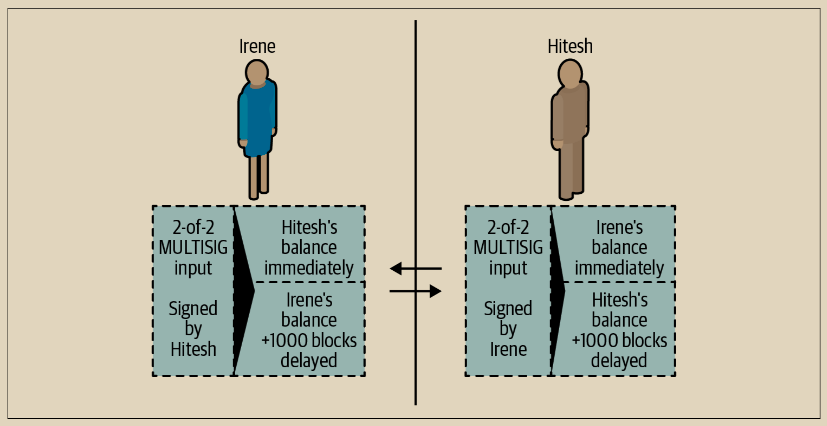 Irene
Hitesh
2-of-2
MULTISIG
input
Signed
by
Hitesh
Hitesh's
balance
immediately
Irene's
balance
+1000 blocks
delayed
2-of-2
MULTISIG
input
Signed
by
Irene
Irene's
balance
immediately
Hitesh's
balance
+1000 blocks
delayed